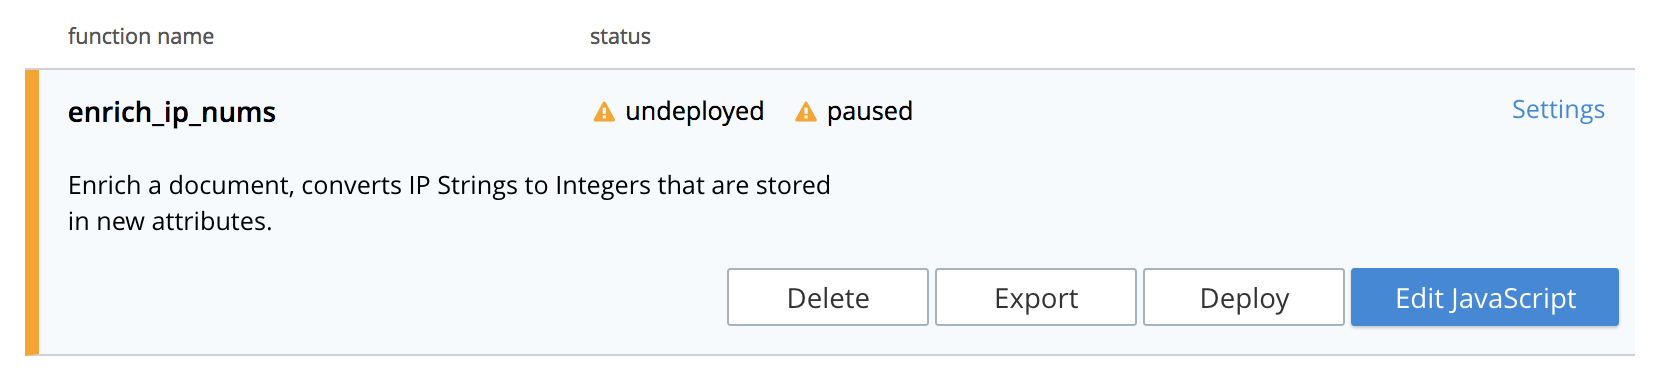 function name status
enrich_ip_nums undeployed paused Settings
Enrich a document, converts IP Strings to Integers that are stored
in new attributes.
Delete Export Deploy Edit JavaScript